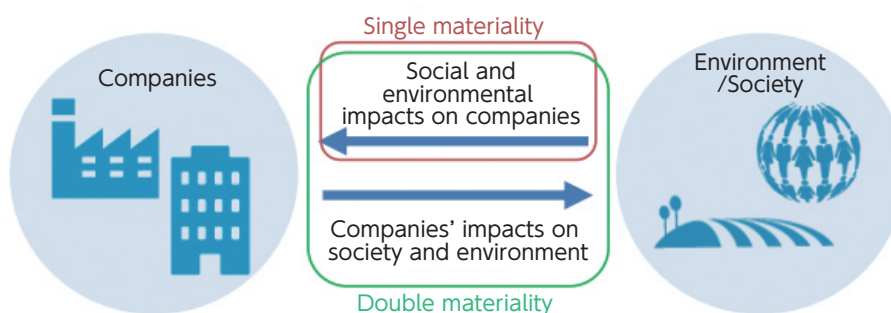 Single materiality
Companies
Social and
environmental
impacts on companies
Environment
/Society
Companies’ impacts on
society and environment
Double materiality